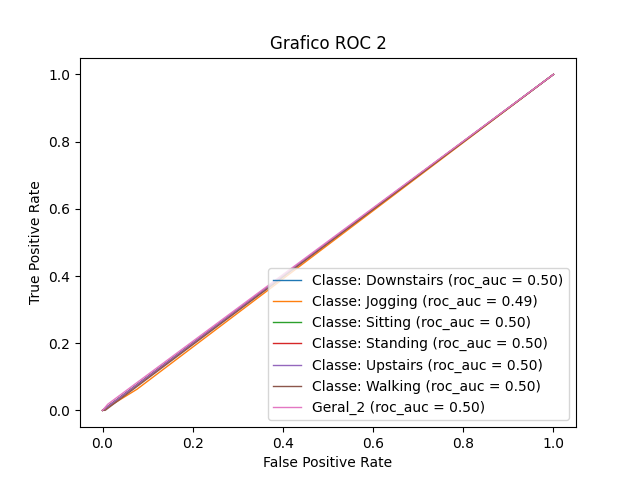 Grafico ROC 2
True Positive Rate
1.0
0.8
0.6
0.4
0.2
0.0
Classe: Downstairs (roc_auc = 0.50)
Classe: Jogging (roc_auc = 0.49)
Classe: Sitting (roc_auc = 0.50)
Classe: Standing (roc_auc = 0.50)
Classe: Upstairs (roc_auc = 0.50)
Classe: Walking (roc_auc = 0.50)
Geral_2 (roc_auc = 0.50)
0.0 0.2 0.4 0.6 0.8 1.0
False Positive Rate